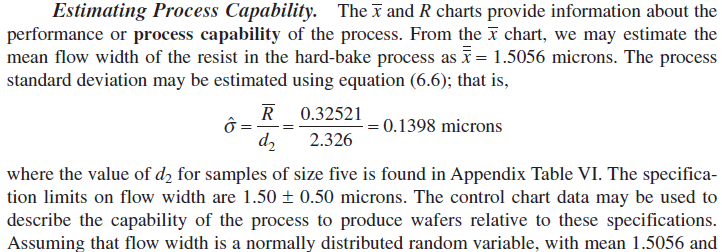 Estimating Process Capability. The x̄ and R charts provide information about the
performance or process capability of the process. From the x̄ chart, we may estimate the
mean flow width of the resist in the hard-bake process as x̿ = 1.5056 microns. The process
standard deviation may be estimated using equation (6.6); that is,
σ̂ = R̄/d₂ = 0.32521/2.326 = 0.1398 microns
where the value of d₂ for samples of size five is found in Appendix Table VI. The specifica-
tion limits on flow width are 1.50 ± 0.50 microns. The control chart data may be used to
describe the capability of the process to produce wafers relative to these specifications.
Assuming that flow width is a normally distributed random variable, with mean 1.5056 and